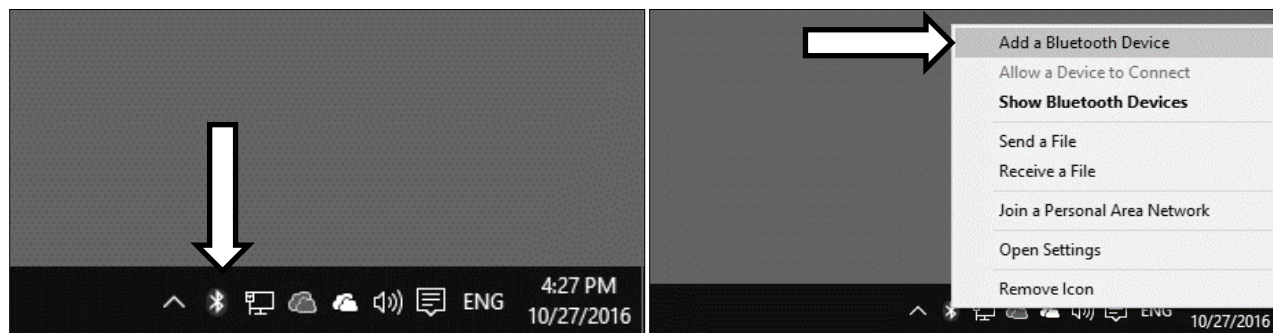 4:27 PM
ENG
10/27/2016
Add a Bluetooth Device
Allow a Device to Connect
Show Bluetooth Devices
Send a File
Receive a File
Join a Personal Area Network
Open Settings
Remove Icon
ENG
10/27/2016